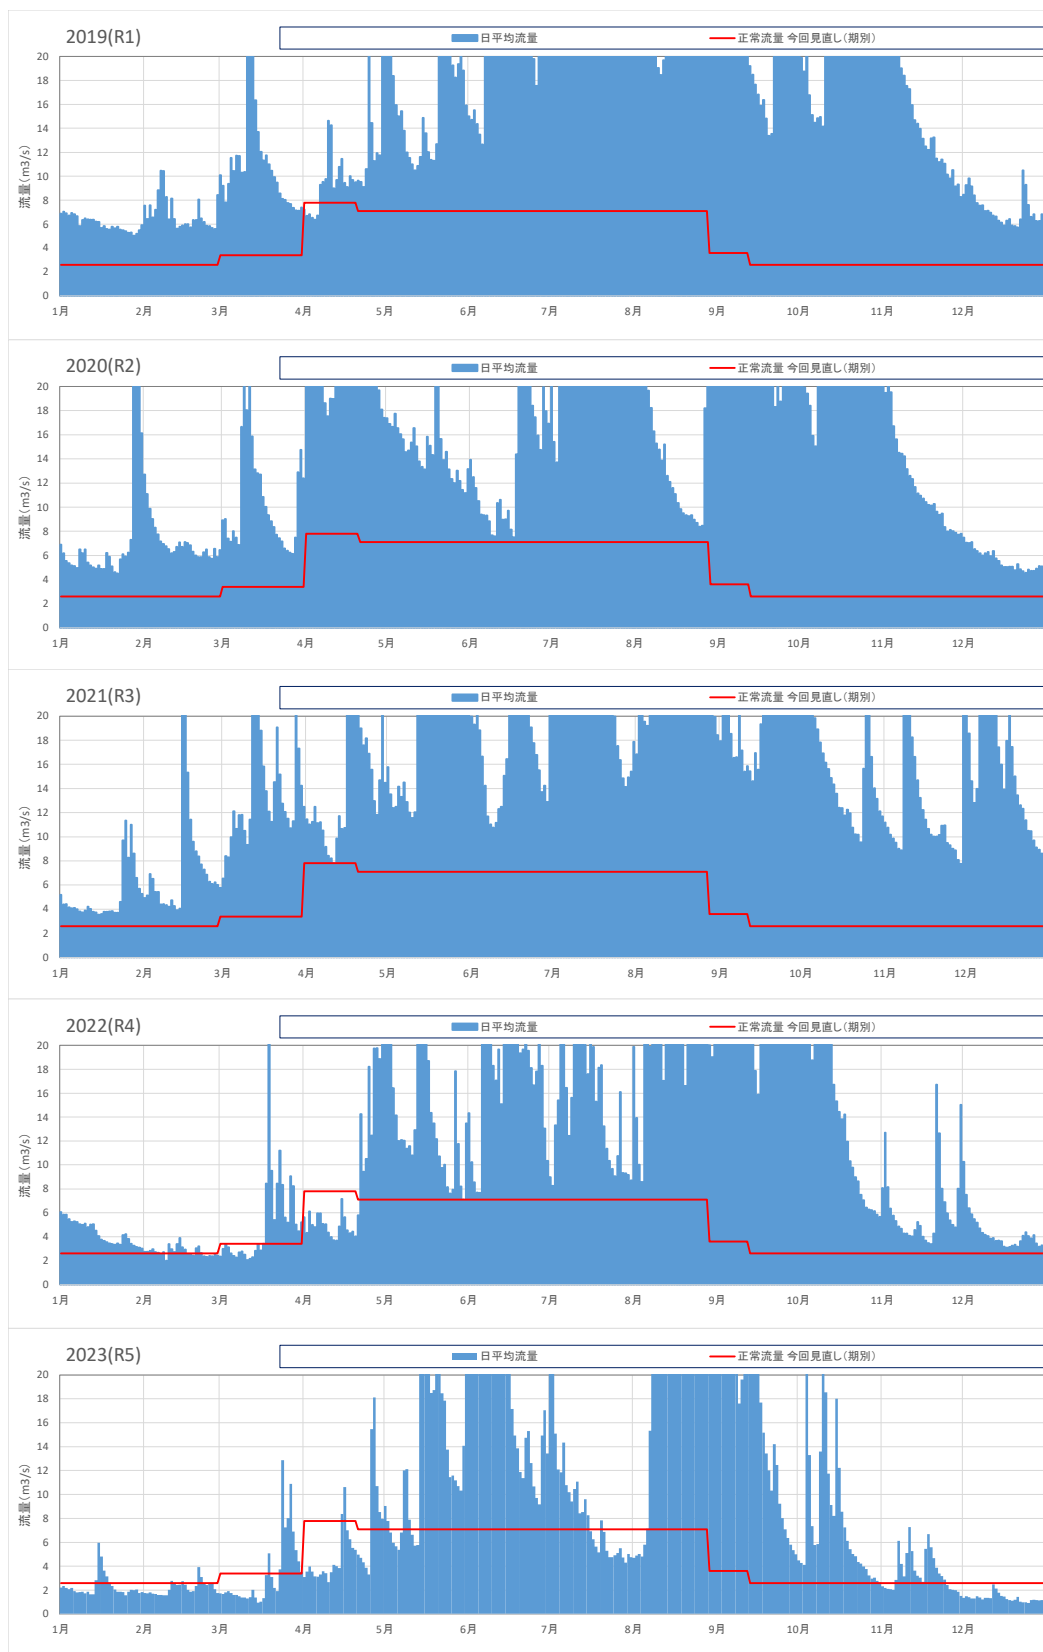 2019(R1)
日平均流量
正常流量 今回見直し(期別)
流量(m3/s)
20
18
16
14
12
10
8
6
4
2
0
1月 2月 3月 4月 5月 6月 7月 8月 9月 10月 11月 12月
2020(R2)
日平均流量
正常流量 今回見直し(期別)
流量(m3/s)
20
18
16
14
12
10
8
6
4
2
0
1月 2月 3月 4月 5月 6月 7月 8月 9月 10月 11月 12月
2021(R3)
日平均流量
正常流量 今回見直し(期別)
流量(m3/s)
20
18
16
14
12
10
8
6
4
2
0
1月 2月 3月 4月 5月 6月 7月 8月 9月 10月 11月 12月
2022(R4)
日平均流量
正常流量 今回見直し(期別)
流量(m3/s)
20
18
16
14
12
10
8
6
4
2
0
1月 2月 3月 4月 5月 6月 7月 8月 9月 10月 11月 12月
2023(R5)
日平均流量
正常流量 今回見直し(期別)
流量(m3/s)
20
18
16
14
12
10
8
6
4
2
0
1月 2月 3月 4月 5月 6月 7月 8月 9月 10月 11月 12月